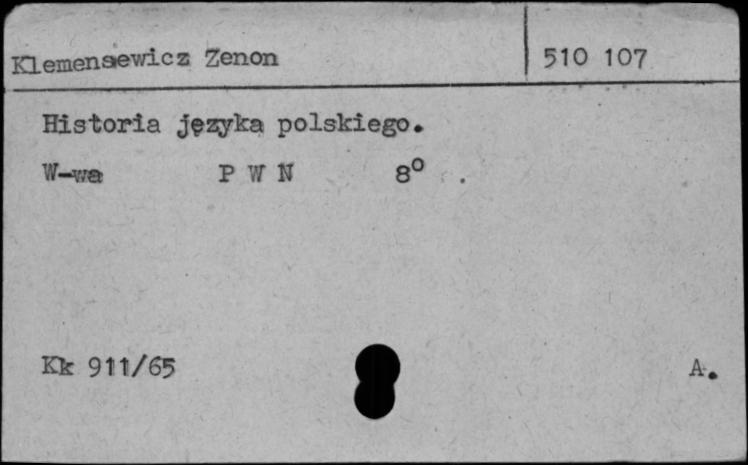 Klemensiewicz Zenon 510 107
Historia języka polskiego.
W-wa P W N 8° .
Kk 911/65 A.